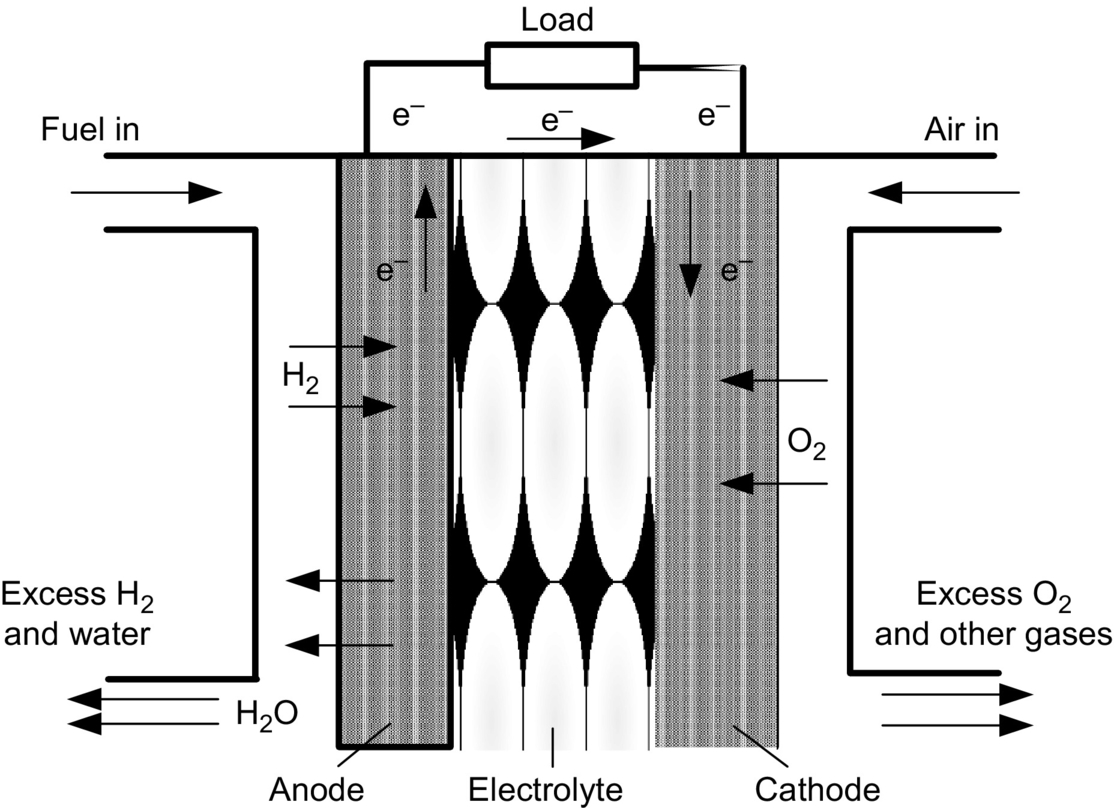 Load
e⁻
e⁻
e⁻
Fuel in
Air in
e⁻
e⁻
H₂
O₂
Excess H₂
and water
Excess O₂
and other gases
H₂O
Anode
Electrolyte
Cathode